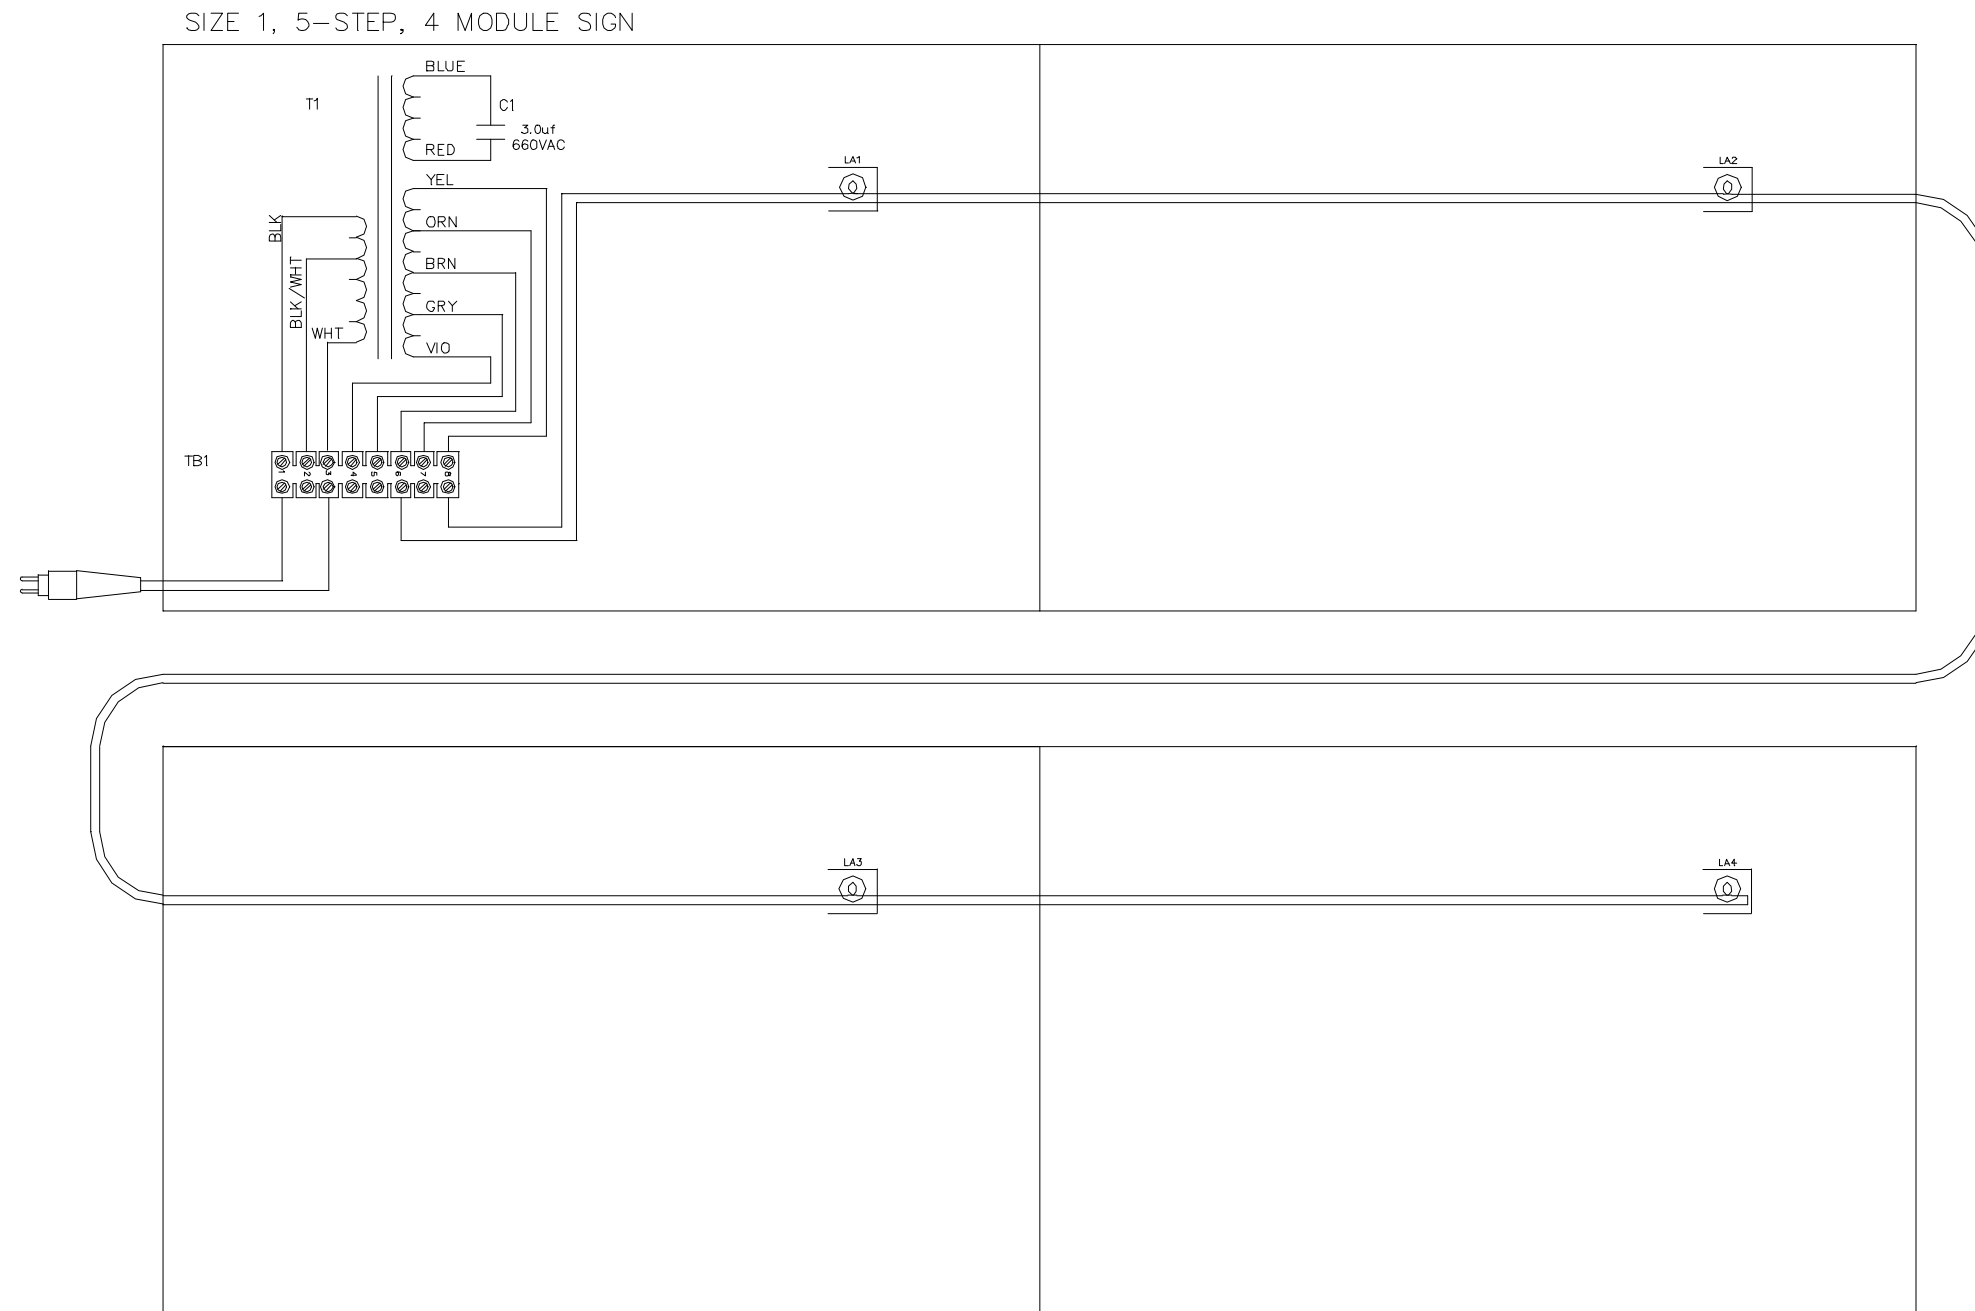 SIZE 1, 5-STEP, 4 MODULE SIGN
BLUE
T1
C1
3.0uf
660VAC
RED
LA1
LA2
YEL
BLK
ORN
BRN
BLK/WHT
GRY
WHT
VIO
TB1
1 2 3 4 5 6 7 8
LA3
LA4